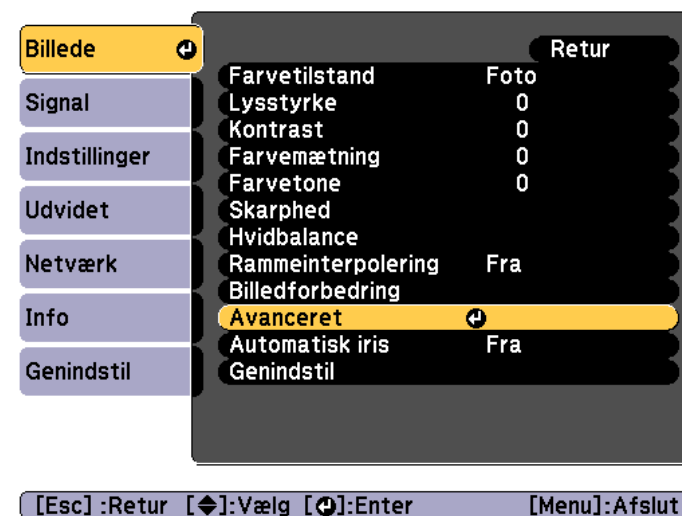 Billede
Signal
Indstillinger
Udvidet
Netværk
Info
Genindstil
Retur
Farvetilstand Foto
Lysstyrke 0
Kontrast 0
Farvemætning 0
Farvetone 0
Skarphed
Hvidbalance
Rammeinterpolering Fra
Billedforbedring
Avanceret
Automatisk iris Fra
Genindstil
[Esc] :Retur [◆]:Vælg [⏎]:Enter [Menu]:Afslut